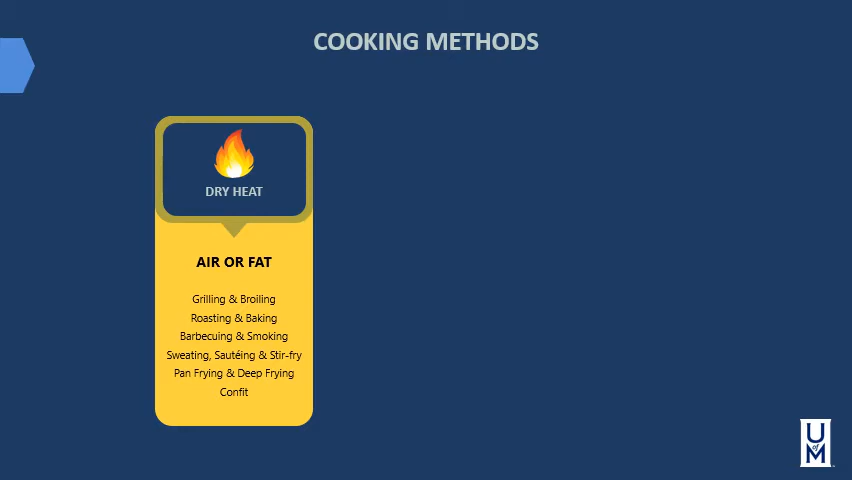 COOKING METHODS
DRY HEAT
AIR OR FAT
Grilling & Broiling
Roasting & Baking
Barbecuing & Smoking
Sweating, Sautéing & Stir-fry
Pan Frying & Deep Frying
Confit
U
of
M